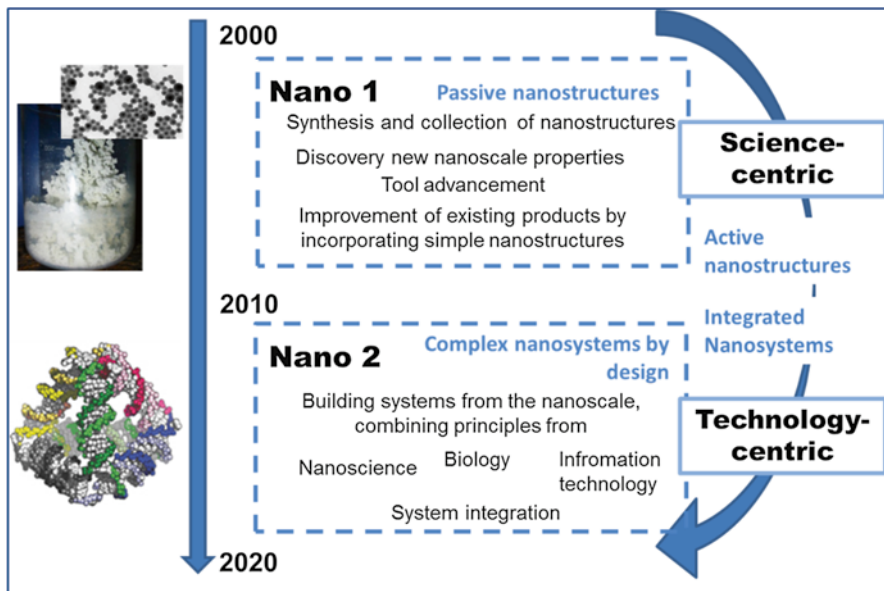 2000
Nano 1
Passive nanostructures
Synthesis and collection of nanostructures
Discovery new nanoscale properties
Tool advancement
Improvement of existing products by
incorporating simple nanostructures
Science-
centric
Active
nanostructures
2010
Integrated
Nanosystems
Nano 2
Complex nanosystems by
design
Building systems from the nanoscale,
combining principles from
Nanoscience
Biology
Infromation
technology
System integration
Technology-
centric
2020